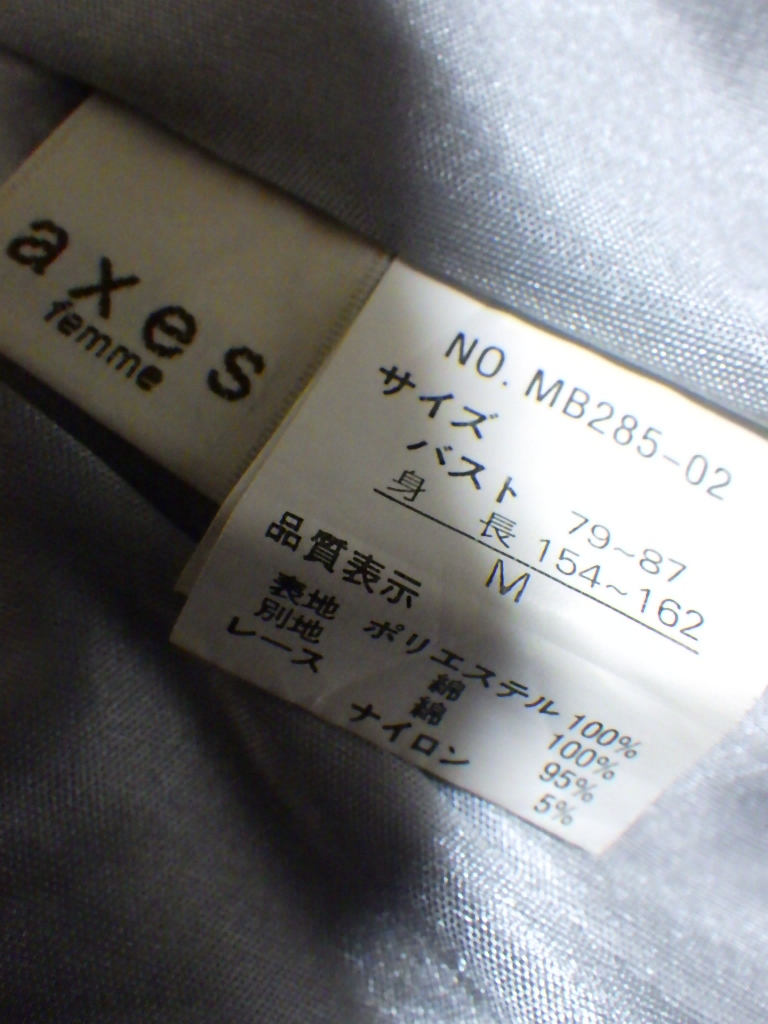 axes
femme
NO. MB285-02
サイズ
バスト 79~87
身長 154~162
M
品質表示
表地 ポリエステル 100%
別地 綿 100%
レース 綿 95%
ナイロン 5%